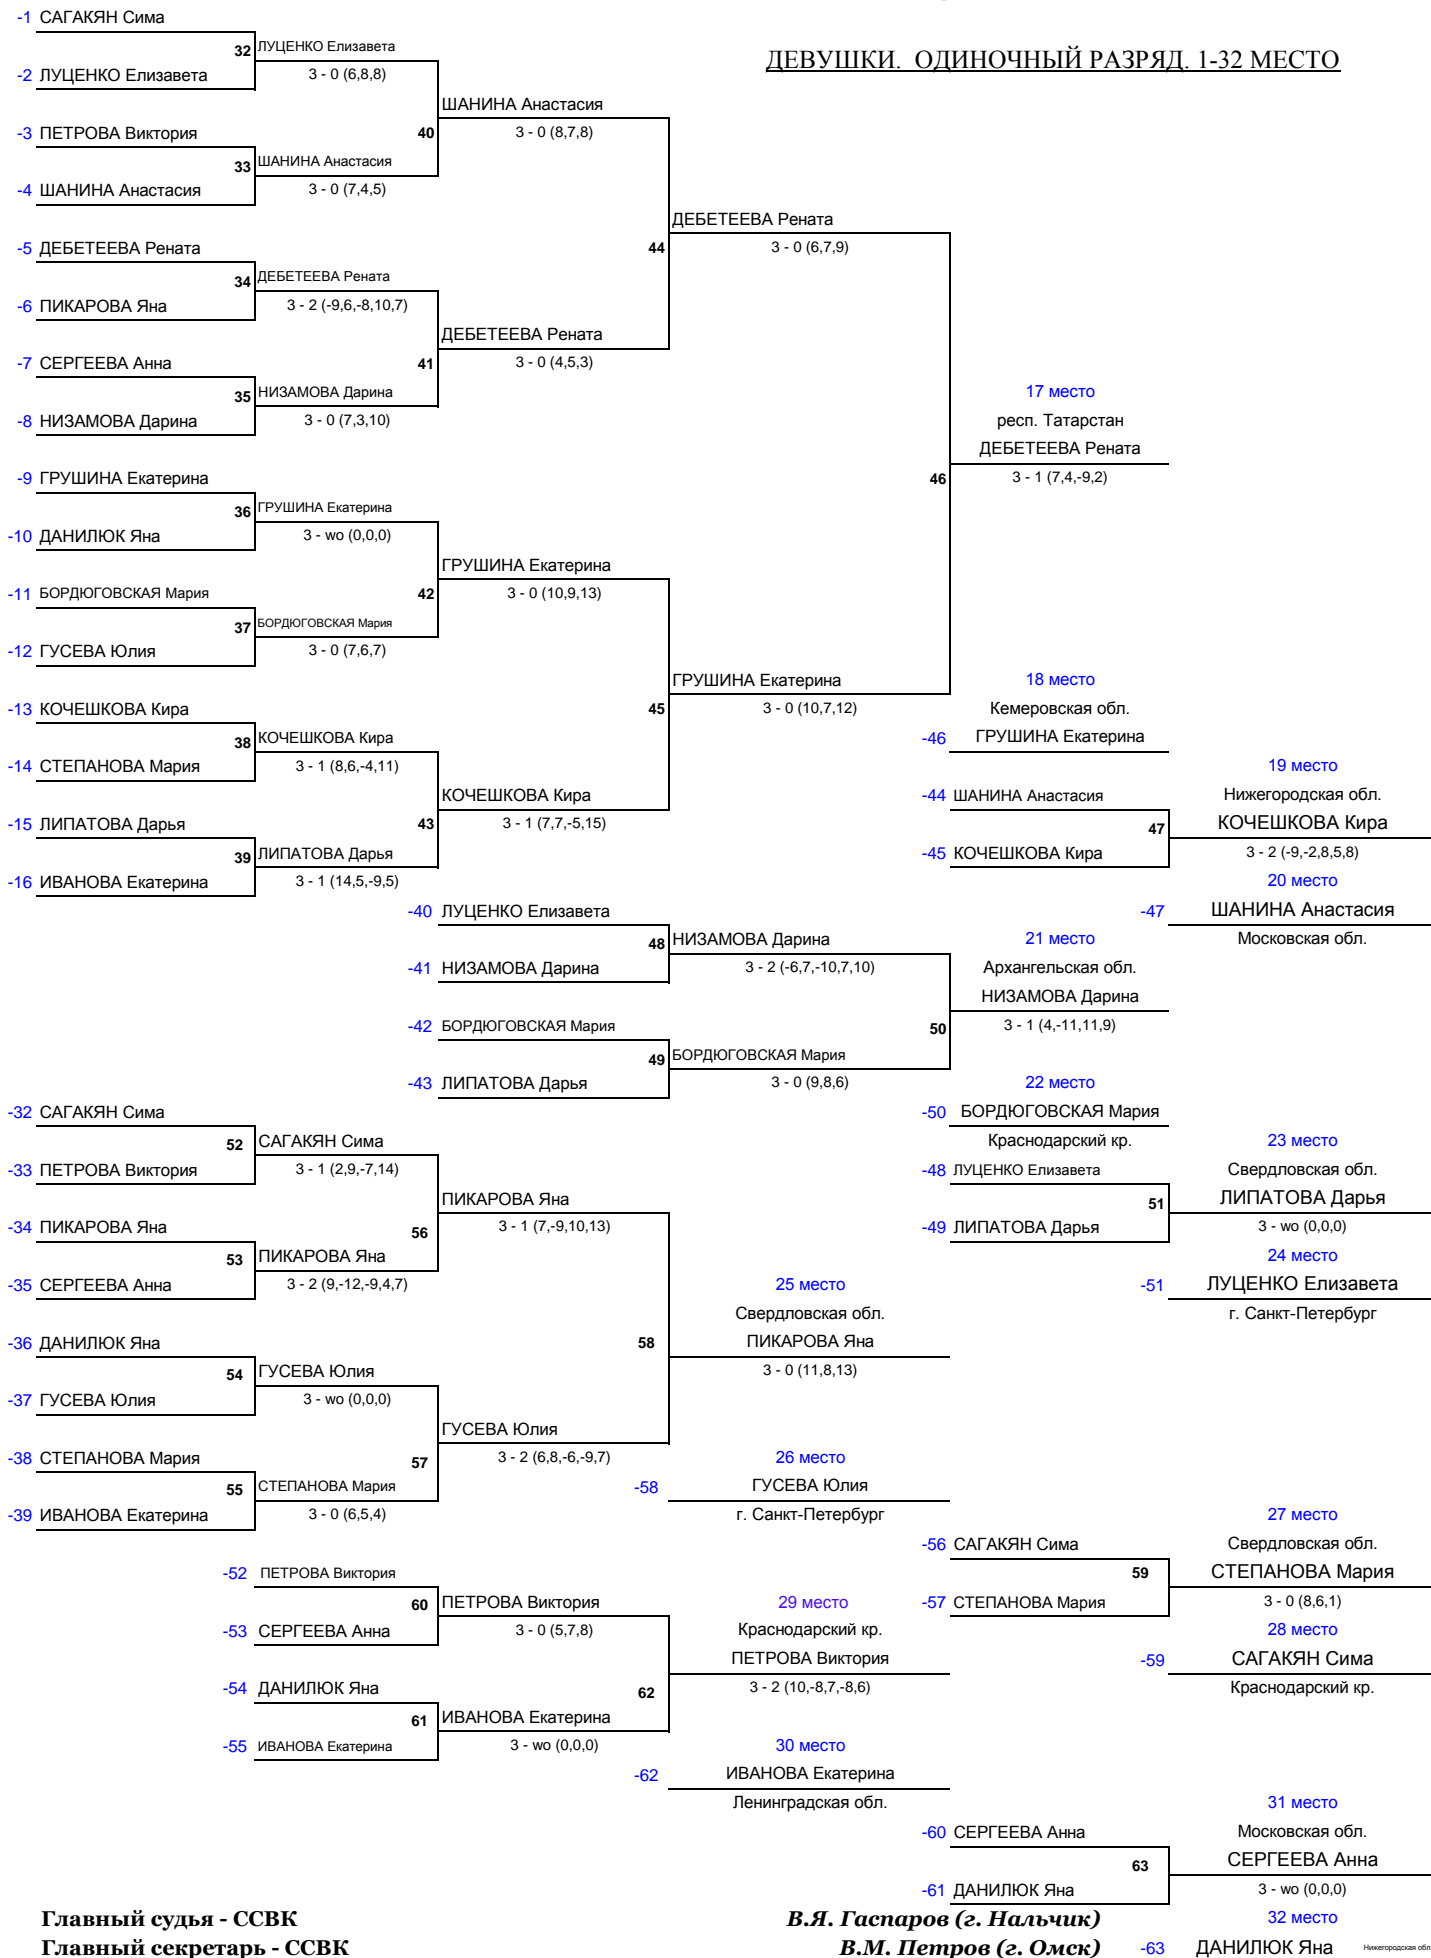 ДЕВУШКИ. ОДИНОЧНЫЙ РАЗРЯД. 1-32 МЕСТО
-1 САГАКЯН Сима
32 ЛУЦЕНКО Елизавета
-2 ЛУЦЕНКО Елизавета
3 - 0 (6,8,8)
ШАНИНА Анастасия
-3 ПЕТРОВА Виктория
40
3 - 0 (8,7,8)
33 ШАНИНА Анастасия
-4 ШАНИНА Анастасия
3 - 0 (7,4,5)
ДЕБЕТЕЕВА Рената
-5 ДЕБЕТЕЕВА Рената
44
3 - 0 (6,7,9)
34 ДЕБЕТЕЕВА Рената
-6 ПИКАРОВА Яна
3 - 2 (-9,6,-8,10,7)
ДЕБЕТЕЕВА Рената
-7 СЕРГЕЕВА Анна
41
3 - 0 (4,5,3)
35 НИЗАМОВА Дарина
17 место
-8 НИЗАМОВА Дарина
3 - 0 (7,3,10)
респ. Татарстан
ДЕБЕТЕЕВА Рената
-9 ГРУШИНА Екатерина
46
3 - 1 (7,4,-9,2)
36 ГРУШИНА Екатерина
-10 ДАНИЛЮК Яна
3 - wo (0,0,0)
ГРУШИНА Екатерина
-11 БОРДЮГОВСКАЯ Мария
42
3 - 0 (10,9,13)
37 БОРДЮГОВСКАЯ Мария
-12 ГУСЕВА Юлия
3 - 0 (7,6,7)
ГРУШИНА Екатерина
18 место
-13 КОЧЕШКОВА Кира
45
3 - 0 (10,7,12)
Кемеровская обл.
38 КОЧЕШКОВА Кира
-46 ГРУШИНА Екатерина
-14 СТЕПАНОВА Мария
3 - 1 (8,6,-4,11)
19 место
КОЧЕШКОВА Кира
-44 ШАНИНА Анастасия
Нижегородская обл.
-15 ЛИПАТОВА Дарья
43
3 - 1 (7,7,-5,15)
47 КОЧЕШКОВА Кира
39 ЛИПАТОВА Дарья
-45 КОЧЕШКОВА Кира
3 - 2 (-9,-2,8,5,8)
-16 ИВАНОВА Екатерина
3 - 1 (14,5,-9,5)
20 место
-40 ЛУЦЕНКО Елизавета
-47 ШАНИНА Анастасия
48 НИЗАМОВА Дарина
21 место
Московская обл.
-41 НИЗАМОВА Дарина
3 - 2 (-6,7,-10,7,10)
Архангельская обл.
НИЗАМОВА Дарина
-42 БОРДЮГОВСКАЯ Мария
50
3 - 1 (4,-11,11,9)
49 БОРДЮГОВСКАЯ Мария
-43 ЛИПАТОВА Дарья
3 - 0 (9,8,6)
22 место
-32 САГАКЯН Сима
-50 БОРДЮГОВСКАЯ Мария
52 САГАКЯН Сима
Краснодарский кр.
23 место
-33 ПЕТРОВА Виктория
3 - 1 (2,9,-7,14)
-48 ЛУЦЕНКО Елизавета
Свердловская обл.
ПИКАРОВА Яна
51 ЛИПАТОВА Дарья
-34 ПИКАРОВА Яна
56
3 - 1 (7,-9,10,13)
-49 ЛИПАТОВА Дарья
3 - wo (0,0,0)
53 ПИКАРОВА Яна
24 место
-35 СЕРГЕЕВА Анна
3 - 2 (9,-12,-9,4,7)
25 место
-51 ЛУЦЕНКО Елизавета
Свердловская обл.
г. Санкт-Петербург
-36 ДАНИЛЮК Яна
58 ПИКАРОВА Яна
54 ГУСЕВА Юлия
3 - 0 (11,8,13)
-37 ГУСЕВА Юлия
3 - wo (0,0,0)
ГУСЕВА Юлия
-38 СТЕПАНОВА Мария
57
3 - 2 (6,8,-6,-9,7)
26 место
55 СТЕПАНОВА Мария
-58 ГУСЕВА Юлия
-39 ИВАНОВА Екатерина
3 - 0 (6,5,4)
г. Санкт-Петербург
27 место
-56 САГАКЯН Сима
Свердловская обл.
-52 ПЕТРОВА Виктория
59 СТЕПАНОВА Мария
60 ПЕТРОВА Виктория
29 место
-57 СТЕПАНОВА Мария
3 - 0 (8,6,1)
-53 СЕРГЕЕВА Анна
3 - 0 (5,7,8)
Краснодарский кр.
28 место
ПЕТРОВА Виктория
-59 САГАКЯН Сима
-54 ДАНИЛЮК Яна
62
3 - 2 (10,-8,7,-8,6)
Краснодарский кр.
61 ИВАНОВА Екатерина
-55 ИВАНОВА Екатерина
3 - wo (0,0,0)
30 место
-62 ИВАНОВА Екатерина
Ленинградская обл.
31 место
-60 СЕРГЕЕВА Анна
Московская обл.
63 СЕРГЕЕВА Анна
-61 ДАНИЛЮК Яна
3 - wo (0,0,0)
Главный судья - ССВК
В.Я. Гаспаров (г. Нальчик)
32 место
Главный секретарь - ССВК
В.М. Петров (г. Омск)
-63 ДАНИЛЮК Яна Нижегородская обл.